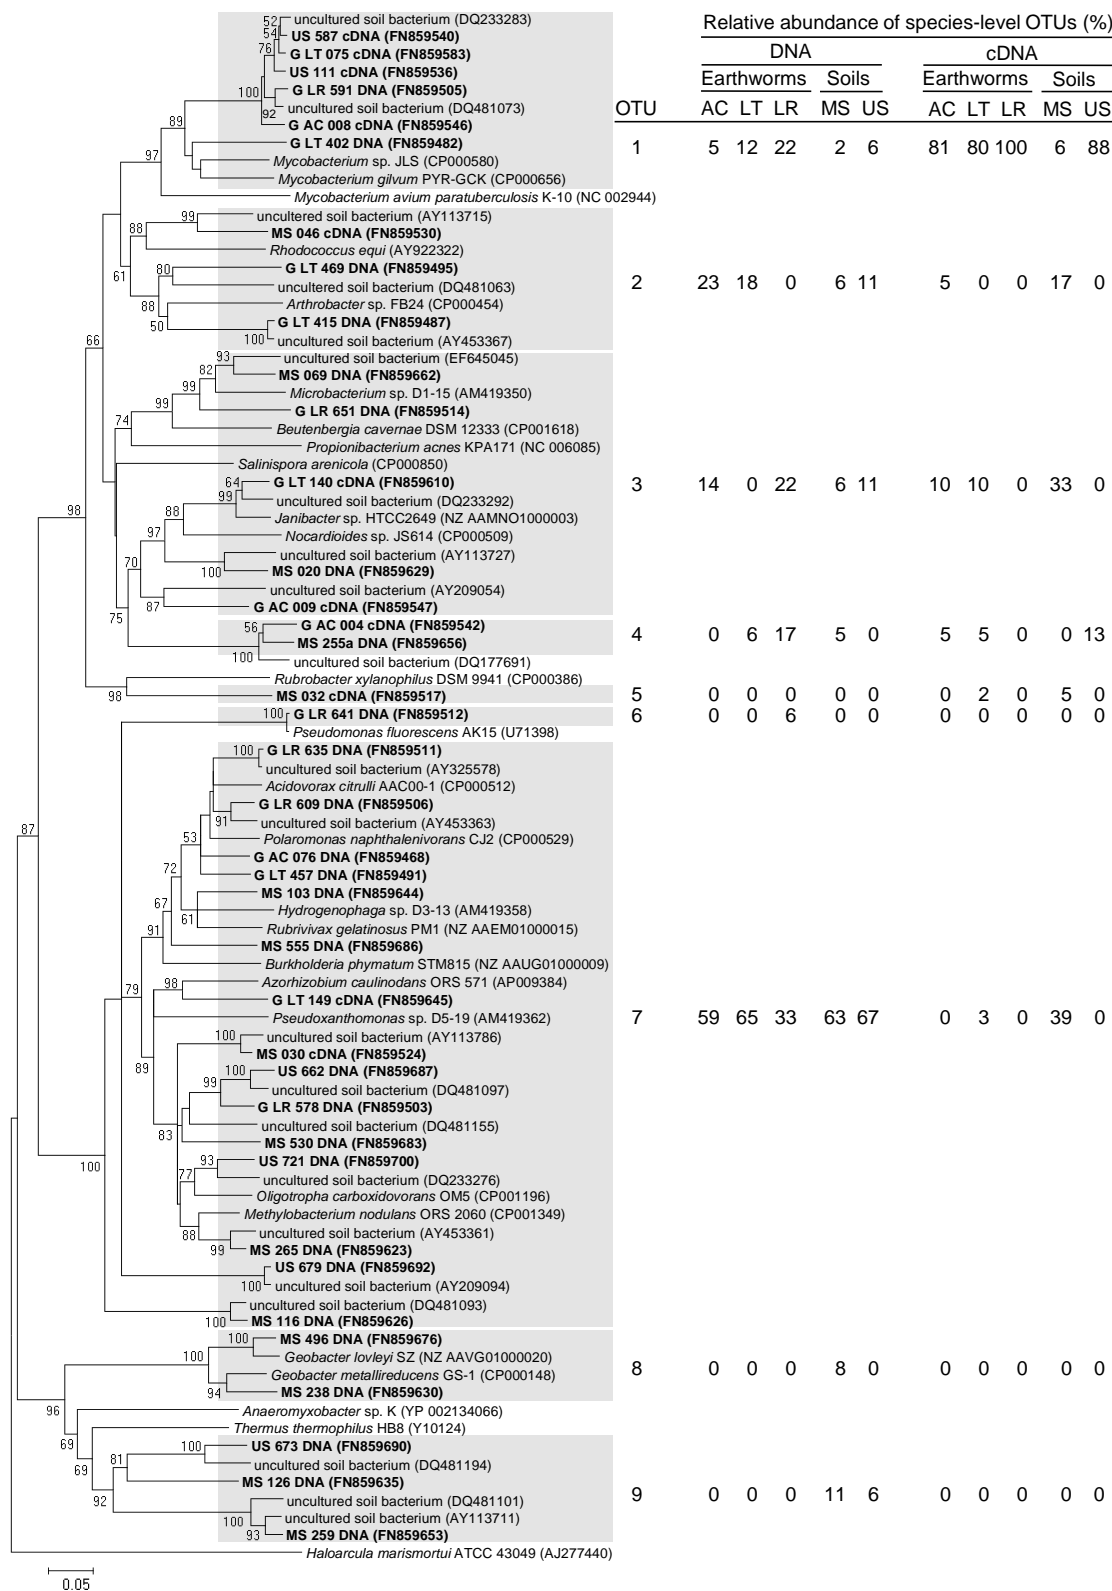 Relative abundance of species-level OTUs (%)
DNA cDNA
Earthworms Soils Earthworms Soils
OTU AC LT LR MS US AC LT LR MS US
52 uncultured soil bacterium (DQ233283)
54 US 587 cDNA (FN859540)
76 G LT 075 cDNA (FN859583)
US 111 cDNA (FN859536)
100 G LR 591 DNA (FN859505)
92 uncultured soil bacterium (DQ481073)
89 G AC 008 cDNA (FN859546)
G LT 402 DNA (FN859482) 1 5 12 22 2 6 81 80 100 6 88
97 Mycobacterium sp. JLS (CP000580)
Mycobacterium gilvum PYR-GCK (CP000656)
Mycobacterium avium paratuberculosis K-10 (NC 002944)
99 uncultered soil bacterium (AY113715)
88 MS 046 cDNA (FN859530)
Rhodococcus equi (AY922322)
61 80 G LT 469 DNA (FN859495)
uncultured soil bacterium (DQ481063) 2 23 18 0 6 11 5 0 0 17 0
88 Arthrobacter sp. FB24 (CP000454)
50 G LT 415 DNA (FN859487)
66 100 uncultured soil bacterium (AY453367)
93 uncultured soil bacterium (EF645045)
82 MS 069 DNA (FN859662)
99 Microbacterium sp. D1-15 (AM419350)
99 G LR 651 DNA (FN859514)
74 Beutenbergia cavernae DSM 12333 (CP001618)
Propionibacterium acnes KPA171 (NC 006085)
Salinispora arenicola (CP000850)
64 G LT 140 cDNA (FN859610) 3 14 0 22 6 11 10 10 0 33 0
99 uncultured soil bacterium (DQ233292)
98 88 Janibacter sp. HTCC2649 (NZ AAMNO1000003)
97 Nocardioides sp. JS614 (CP000509)
70 uncultured soil bacterium (AY113727)
100 MS 020 DNA (FN859629)
uncultured soil bacterium (AY209054)
75 87 G AC 009 cDNA (FN859547)
56 G AC 004 cDNA (FN859542)
MS 255a DNA (FN859656) 4 0 6 17 5 0 5 5 0 0 13
100 uncultured soil bacterium (DQ177691)
Rubrobacter xylanophilus DSM 9941 (CP000386)
98 MS 032 cDNA (FN859517) 5 0 0 0 0 0 0 2 0 5 0
100 G LR 641 DNA (FN859512) 6 0 0 6 0 0 0 0 0 0 0
Pseudomonas fluorescens AK15 (U71398)
100 G LR 635 DNA (FN859511)
uncultured soil bacterium (AY325578)
Acidovorax citrulli AAC00-1 (CP000512)
G LR 609 DNA (FN859506)
87 91 uncultured soil bacterium (AY453363)
53 Polaromonas naphthalenivorans CJ2 (CP000529)
G AC 076 DNA (FN859468)
72 G LT 457 DNA (FN859491)
MS 103 DNA (FN859644)
67 Hydrogenophaga sp. D3-13 (AM419358)
61 Rubrivivax gelatinosus PM1 (NZ AAEM01000015)
91 MS 555 DNA (FN859686)
Burkholderia phymatum STM815 (NZ AAUG01000009)
98 Azorhizobium caulinodans ORS 571 (AP009384)
79 G LT 149 cDNA (FN859645)
Pseudoxanthomonas sp. D5-19 (AM419362) 7 59 65 33 63 67 0 3 0 39 0
100 uncultured soil bacterium (AY113786)
89 MS 030 cDNA (FN859524)
100 US 662 DNA (FN859687)
99 uncultured soil bacterium (DQ481097)
G LR 578 DNA (FN859503)
83 uncultured soil bacterium (DQ481155)
MS 530 DNA (FN859683)
100 93 US 721 DNA (FN859700)
77 uncultured soil bacterium (DQ233276)
Oligotropha carboxidovorans OM5 (CP001196)
Methylobacterium nodulans ORS 2060 (CP001349)
88 uncultured soil bacterium (AY453361)
99 MS 265 DNA (FN859623)
US 679 DNA (FN859692)
100 uncultured soil bacterium (AY209094)
uncultured soil bacterium (DQ481093)
100 MS 116 DNA (FN859626)
100 MS 496 DNA (FN859676)
100 Geobacter lovleyi SZ (NZ AAVG01000020)
Geobacter metallireducens GS-1 (CP000148) 8 0 0 0 8 0 0 0 0 0 0
94 MS 238 DNA (FN859630)
96 Anaeromyxobacter sp. K (YP 002134066)
69 Thermus thermophilus HB8 (Y10124)
100 US 673 DNA (FN859690)
69 81 uncultured soil bacterium (DQ481194)
MS 126 DNA (FN859635)
92 uncultured soil bacterium (DQ481101) 9 0 0 0 11 6 0 0 0 0 0
100 uncultured soil bacterium (AY113711)
93 MS 259 DNA (FN859653)
Haloarcula marismortui ATCC 43049 (AJ277440)
0.05